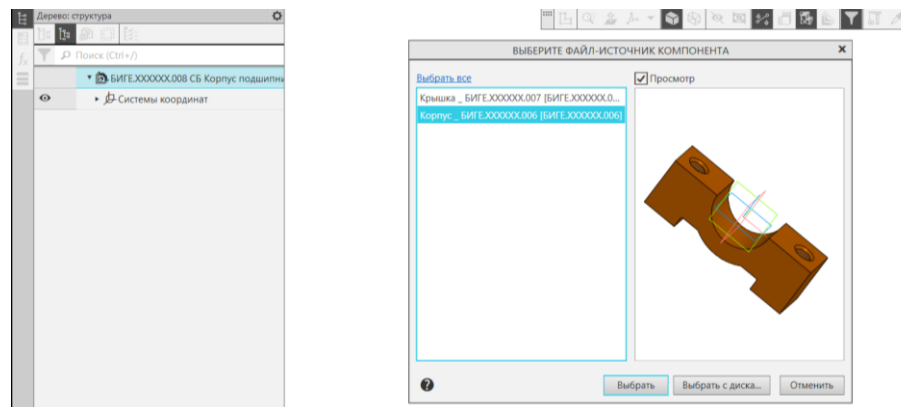 Дерево: структура
Поиск (Ctrl+/)
БИГЕ.XXXXXX.008 СБ Корпус подшипни
Системы координат
ВЫБЕРИТЕ ФАЙЛ-ИСТОЧНИК КОМПОНЕНТА
Выбрать все
Просмотр
Крышка _ БИГЕ.XXXXXX.007 [БИГЕ.XXXXXX.0...
Корпус _ БИГЕ.XXXXXX.006 [БИГЕ.XXXXXX.006]
Выбрать
Выбрать с диска...
Отменить